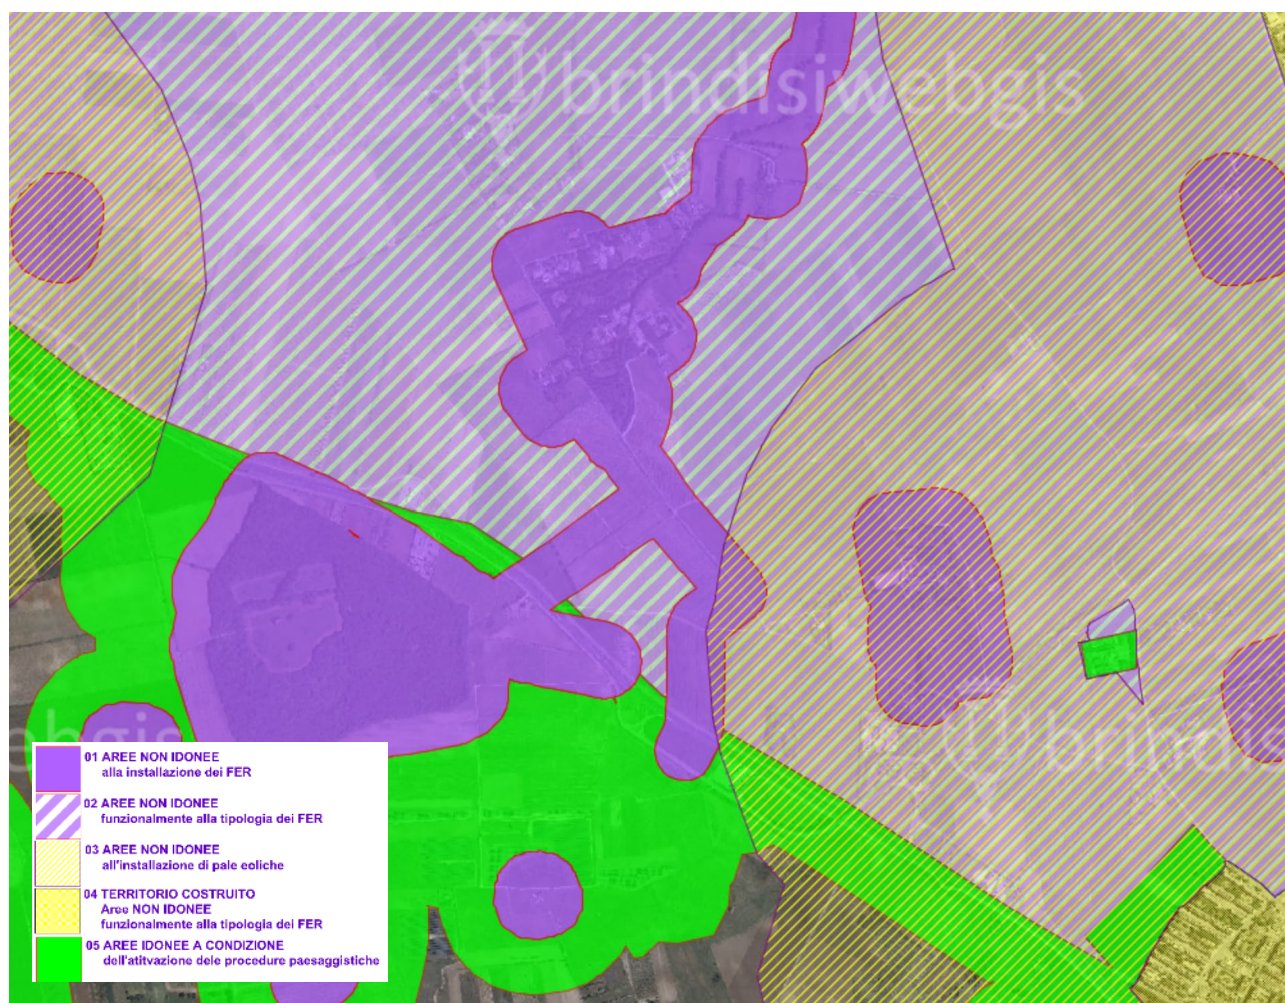 brindisiwebgis
ebgis
brindis
01 AREE NON IDONEE
alla installazione dei FER
02 AREE NON IDONEE
funzionalmente alla tipologia dei FER
03 AREE NON IDONEE
all'installazione di pale eoliche
04 TERRITORIO COSTRUITO
Aree NON IDONEE
funzionalmente alla tipologia dei FER
05 AREE IDONEE A CONDIZIONE
dell'atitvazione dele procedure paesaggistiche